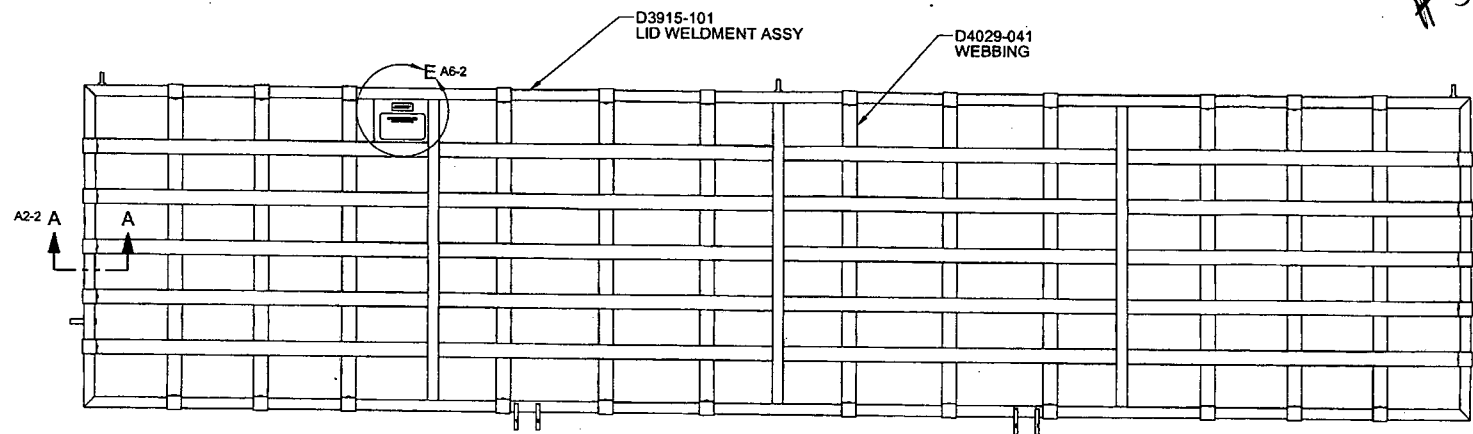 D3915-101
LID WELDMENT ASSY
D4029-041
WEBBING
E A6-2
A2-2 A A